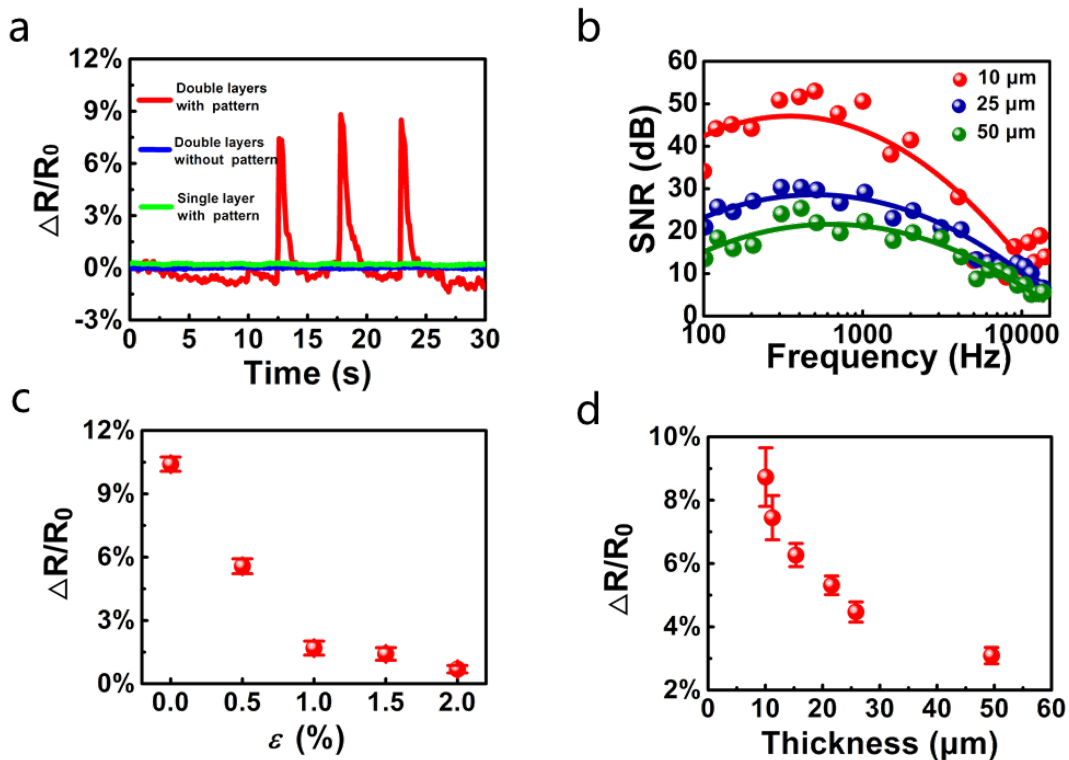 a
12%
9%
6%
3%
0%
-3%
△R/R0
Double layers
with pattern
Double layers
without pattern
Single layer
with pattern
0 5 10 15 20 25 30
Time (s)
b
60
50
40
30
20
10
0
SNR (dB)
10 μm
25 μm
50 μm
100 1000 10000
Frequency (Hz)
c
12%
9%
6%
3%
0%
△R/R0
0.0 0.5 1.0 1.5 2.0
ε (%)
d
10%
8%
6%
4%
2%
△R/R0
0 10 20 30 40 50 60
Thickness (μm)